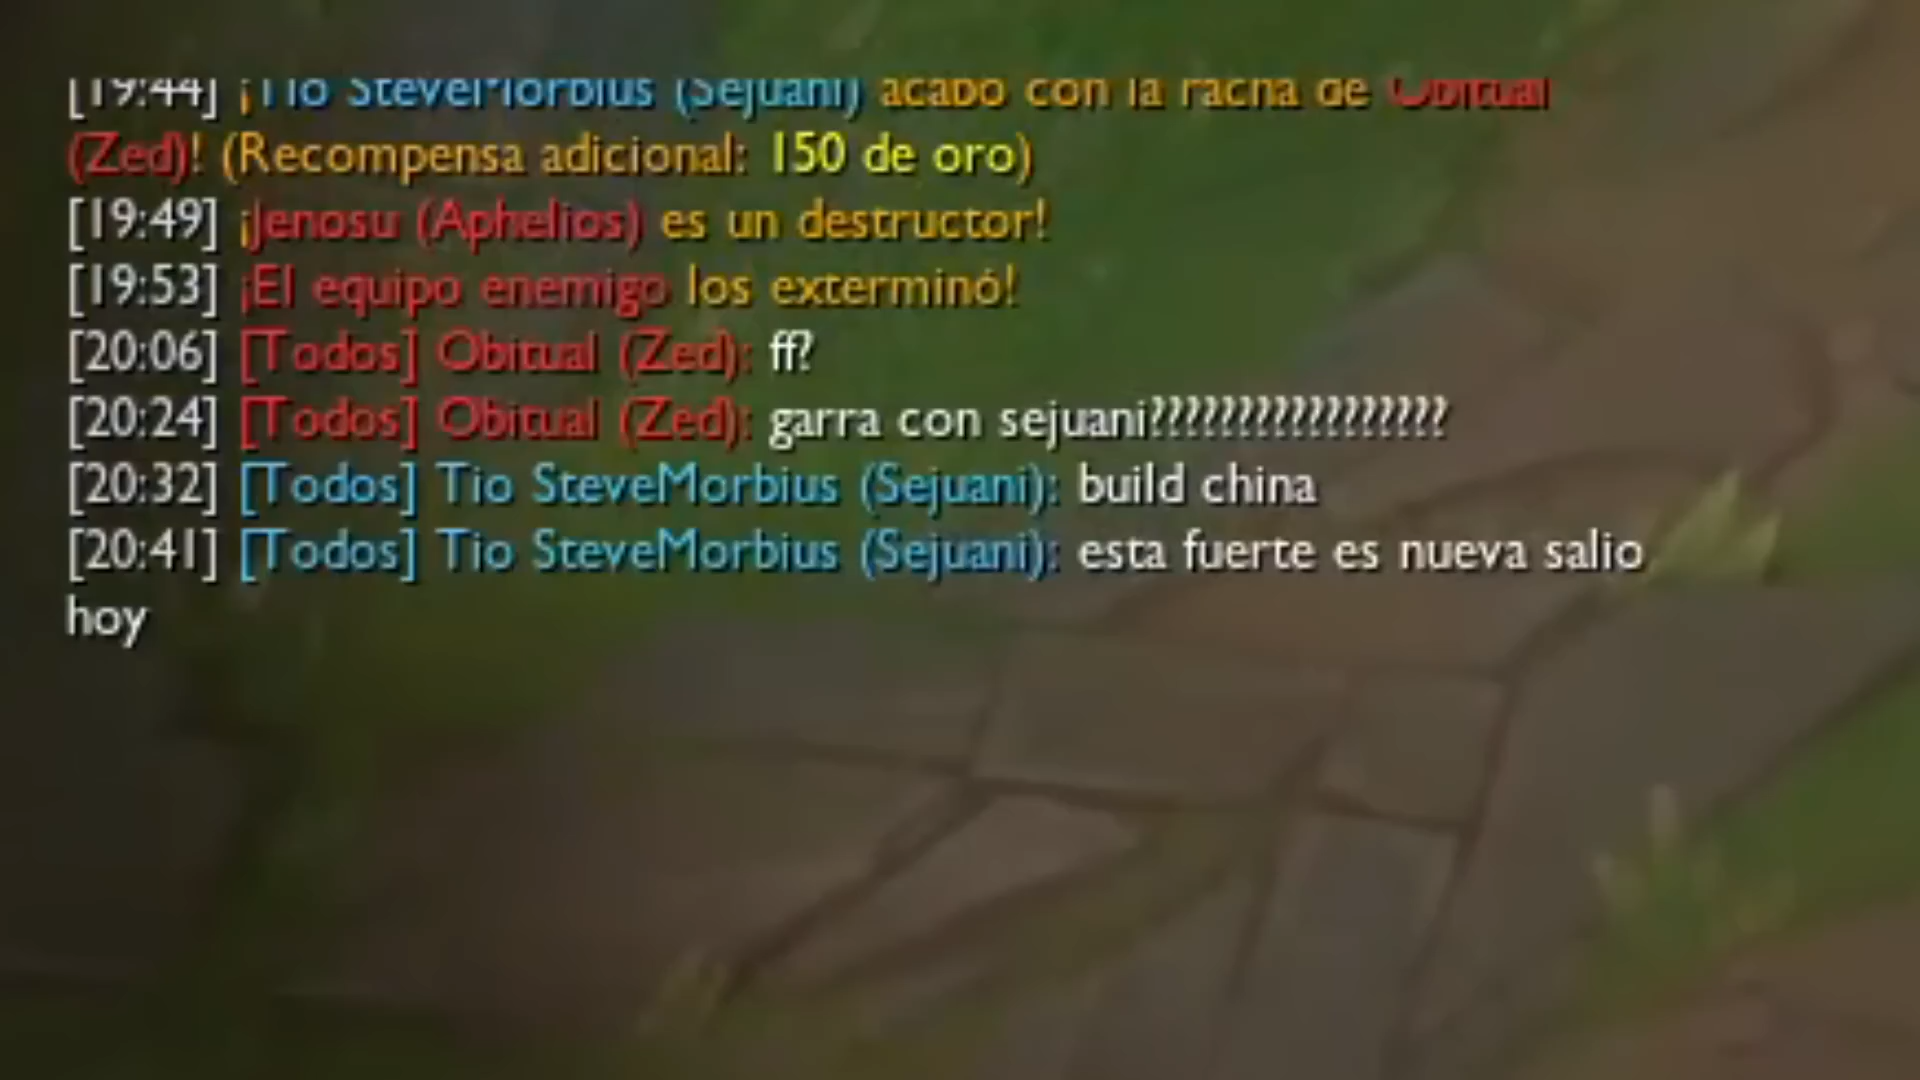 [19:44] ¡Tio SteveMorbius (Sejuani) acabó con la racha de Obitual
(Zed)! (Recompensa adicional: 150 de oro)
[19:49] ¡Jenosu (Aphelios) es un destructor!
[19:53] ¡El equipo enemigo los exterminó!
[20:06] [Todos] Obitual (Zed): ff?
[20:24] [Todos] Obitual (Zed): garra con sejuani?????????????????
[20:32] [Todos] Tio SteveMorbius (Sejuani): build china
[20:41] [Todos] Tio SteveMorbius (Sejuani): esta fuerte es nueva salio
hoy